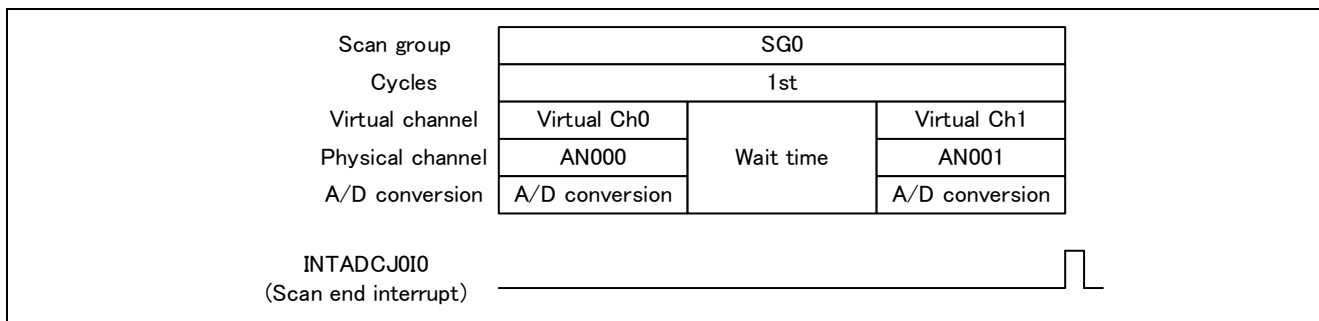 Scan group SG0
Cycles 1st
Virtual channel Virtual Ch0 Virtual Ch1
Physical channel AN000 Wait time AN001
A/D conversion A/D conversion A/D conversion
INTADCJ0I0
(Scan end interrupt)